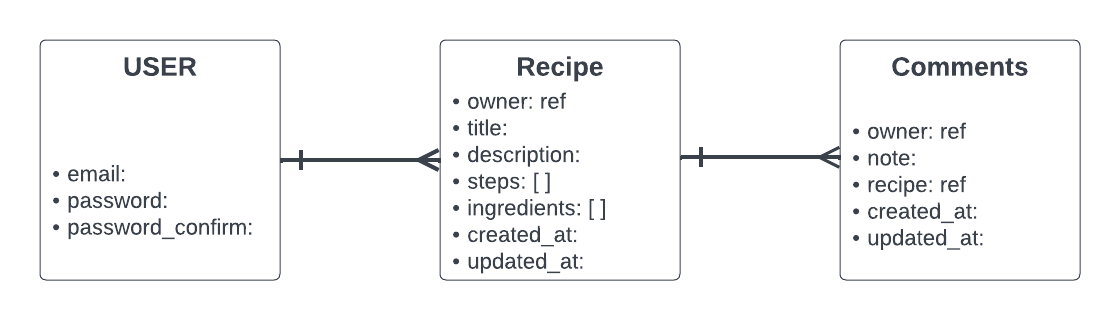 USER
• email:
• password:
• password_confirm:
Recipe
• owner: ref
• title:
• description:
• steps: [ ]
• ingredients: [ ]
• created_at:
• updated_at:
Comments
• owner: ref
• note:
• recipe: ref
• created_at:
• updated_at: